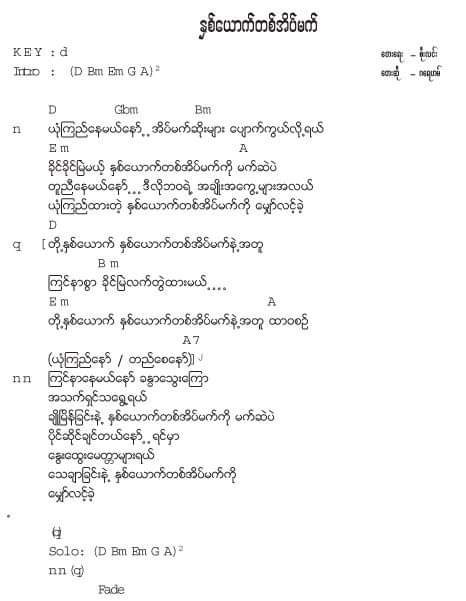 နှစ်ယောက်တစ်အိပ်မက်
KEY : d
တေးရေး - စိုးလင်း
Intro : (D Bm Em G A)²
တေးဆို - ဂရေဟမ်
D Gbm Bm
n ယုံကြည်နေမယ်နော်.. အိပ်မက်ဆိုးများ ပျောက်ကွယ်လို့ရယ်
Em A
ခိုင်ခိုင်မြဲမယ့် နှစ်ယောက်တစ်အိပ်မက်ကို မက်ဆဲပဲ
တူညီနေမယ်နော်... ဒီလိုဘဝရဲ့ အချိုးအကွေ့များအလယ်
ယုံကြည်ထားတဲ့ နှစ်ယောက်တစ်အိပ်မက်ကို မျှော်လင့်ခဲ့
D
q [ တို့နှစ်ယောက် နှစ်ယောက်တစ်အိပ်မက်နဲ့အတူ
Bm
ကြင်နာစွာ ခိုင်မြဲလက်တွဲထားမယ်....
Em A
တို့နှစ်ယောက် နှစ်ယောက်တစ်အိပ်မက်နဲ့အတူ ထာဝစဉ်
A7
(ယုံကြည်နော် / တည်စေနော်)]၂
nn ကြင်နာနေမယ်နော် ခန္ဓာသွေးကြော
အသက်ရှင်သရွေ့ရယ်
ချိုမြိန်ခြင်းနဲ့ နှစ်ယောက်တစ်အိပ်မက်ကို မက်ဆဲပဲ
ပိုင်ဆိုင်ချင်တယ်နော်.. ရင်မှာ
နွေးထွေးမေတ္တာများရယ်
သေချာခြင်းနဲ့ နှစ်ယောက်တစ်အိပ်မက်ကို
မျှော်လင့်ခဲ့
(q)
Solo: (D Bm Em G A)²
nn (q)
Fade